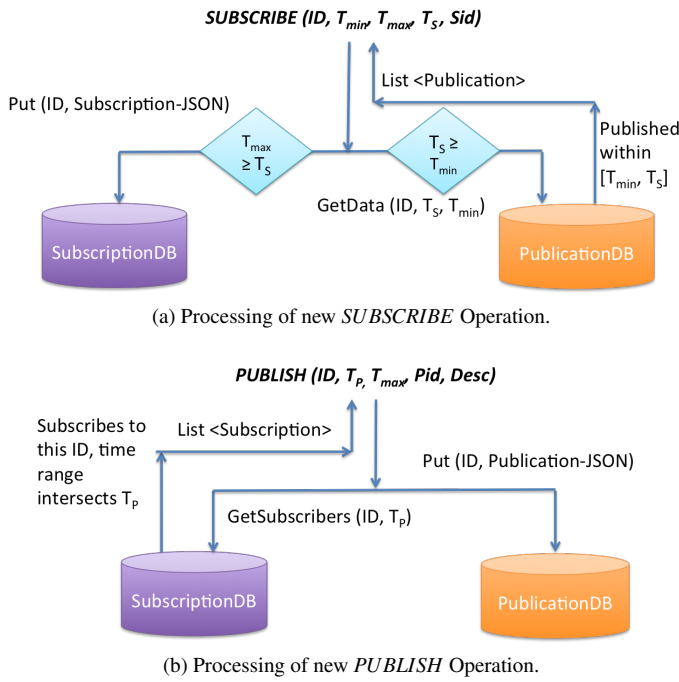 SUBSCRIBE (ID, Tmin, Tmax, TS, Sid)
List <Publication>
Put (ID, Subscription-JSON)
Tmax
≥ TS
TS ≥
Tmin
Published
within
[Tmin, TS]
GetData (ID, TS, Tmin)
SubscriptionDB
PublicationDB
(a) Processing of new SUBSCRIBE Operation.
PUBLISH (ID, TP, Tmax, Pid, Desc)
Subscribes to
this ID, time
range
intersects TP
List <Subscription>
Put (ID, Publication-JSON)
GetSubscribers (ID, TP)
SubscriptionDB
PublicationDB
(b) Processing of new PUBLISH Operation.